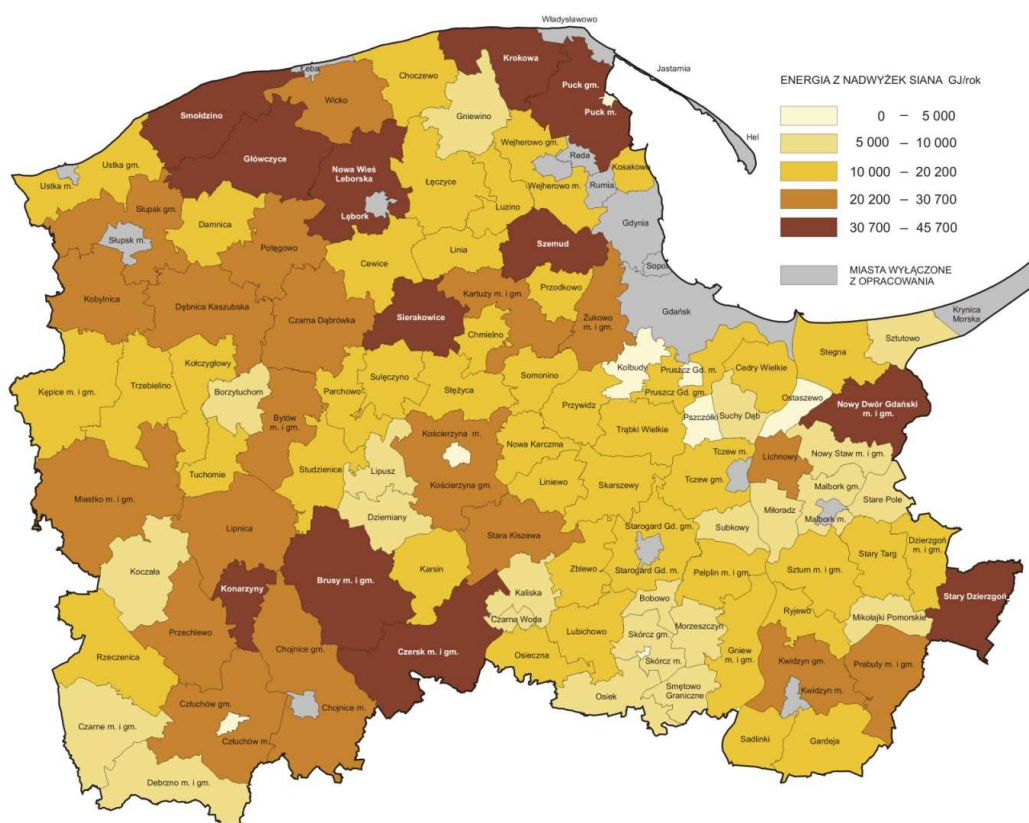 Władysławowo
Jastarnia
Hel
Krynica
Morska
ENERGIA Z NADWYŻEK SIANA GJ/rok
0 – 5 000
5 000 – 10 000
10 000 – 20 200
20 200 – 30 700
30 700 – 45 700
MIASTA WYŁĄCZONE
Z OPRACOWANIA
Łeba
Choczewo
Krokowa
Puck gm.
Puck m.
Wicko
Smołdzino
Gniewino
Główczyce
Nowa Wieś
Leborska
Lębork
Wejherowo gm.
Reda
Kosakowo
Rumia
Wejherowo m.
Ustka gm.
Ustka m.
Łęczyce
Luzino
Słupsk gm.
Damnica
Słupsk m.
Potęgowo
Gdynia
Szemud
Linia
Cewice
Sopot
Kobylnica
Dębnica Kaszubska
Czarna Dąbrówka
Kartuzy m. i gm.
Przodkowo
Sierakowice
Żukowo
m. i gm.
Gdańsk
Chmielno
Sztutowo
Stegna
Kołczygłowy
Kępice m. i gm.
Trzebielino
Borzytuchom
Parchowo
Sulęczyno
Stężyca
Somonino
Kolbudy
Pruszcz Gd. m.
Pruszcz Gd. gm.
Cedry Wielkie
Przywidz
Ostaszewo
Nowy Dwór Gdański
m. i gm.
Pszczółki
Suchy Dąb
Bytów
m. i gm.
Kościerzyna m.
Trąbki Wielkie
Nowa Karczma
Tczew m.
Lichnowy
Nowy Staw m. i gm.
Tuchomie
Studzienice
Lipusz
Kościerzyna gm.
Liniewo
Skarszewy
Tczew gm.
Malbork gm.
Stare Pole
Miastko m. i gm.
Dziemiany
Miłoradz
Malbork m.
Lipnica
Stara Kiszewa
Starogard Gd. gm.
Subkowy
Dzierzgoń
m. i gm.
Stary Targ
Koczała
Konarzyny
Brusy m. i gm.
Karsin
Zblewo
Starogard Gd. m.
Pelplin m. i gm.
Sztum m. i gm.
Kaliska
Stary Dzierzgoń
Bobowo
Czarna Woda
Ryjewo
Mikołajki Pomorskie
Przechlewo
Chojnice gm.
Czersk m. i gm.
Lubichowo
Skórcz gm.
Morzeszczyn
Rzeczenica
Osieczna
Skórcz m.
Gniew
m. i gm.
Kwidzyn gm.
Prabuty m. i gm.
Człuchów gm.
Chojnice m.
Osiek
Smętowo
Graniczne
Kwidzyn m.
Czarne m. i gm.
Człuchów m.
Sadlinki
Gardeja
Debrzno m. i gm.